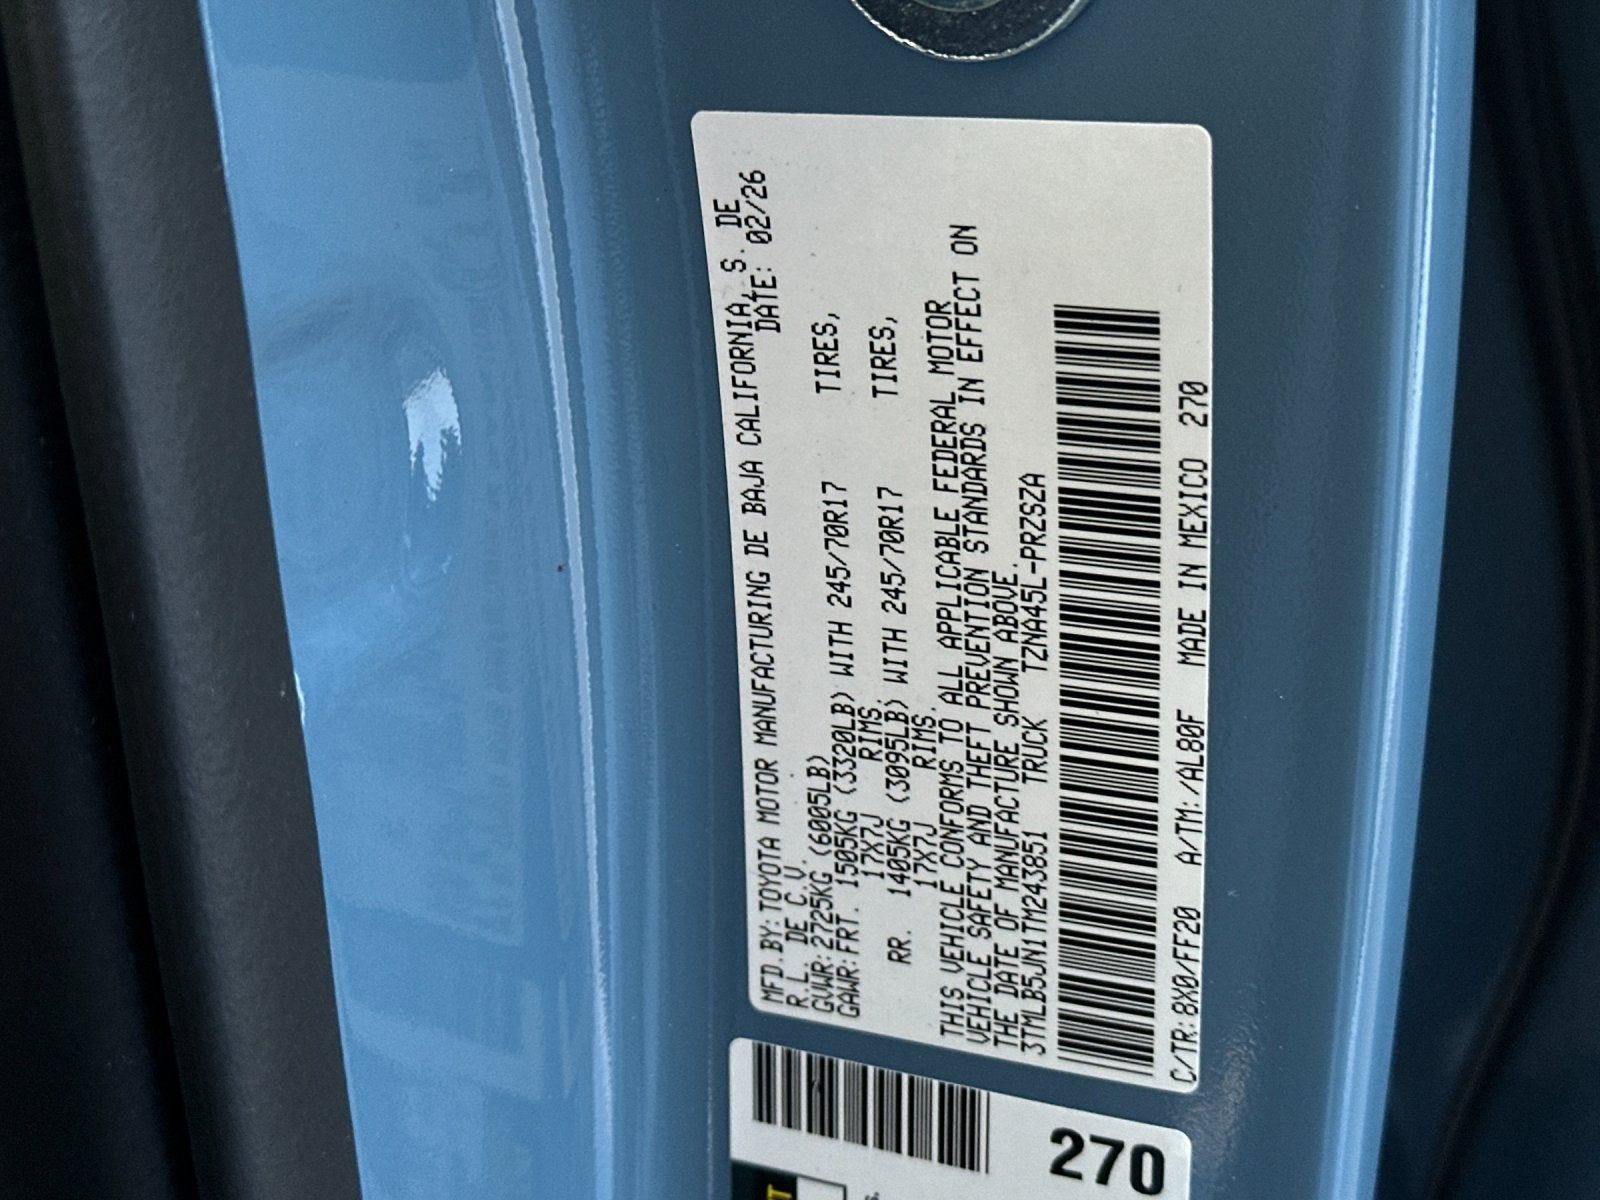 MFD.BY:TOYOTA MOTOR MANUFACTURING DE BAJA CALIFORNIA, S. DE
R.L. DE C.V. DATE: 02/26
GVWR:2725KG (6005LB)
GAWR:FRT. 1505KG (3320LB) WITH 245/70R17 TIRES,
17X7J RIMS.
RR. 1405KG (3095LB) WITH 245/70R17 TIRES,
17X7J RIMS.
THIS VEHICLE CONFORMS TO ALL APPLICABLE FEDERAL MOTOR
VEHICLE SAFETY AND THEFT PREVENTION STANDARDS IN EFFECT ON
THE DATE OF MANUFACTURE SHOWN ABOVE.
3TMLB5JN1TM243851 TRUCK TZNA45L-PRZSZA
C/TR:8X0/FF20 A/TM:/AL80F MADE IN MEXICO 270
270